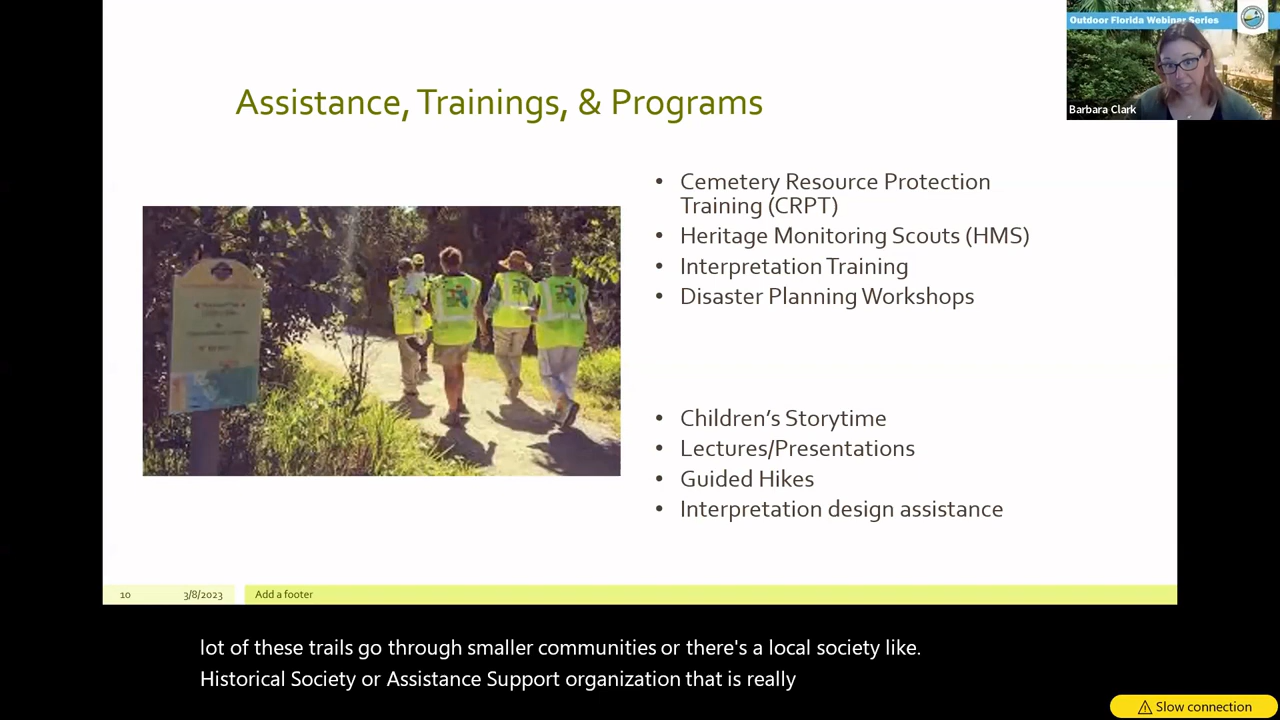 Outdoor Florida Webinar Series
Barbara Clark
Assistance, Trainings, & Programs
• Cemetery Resource Protection
Training (CRPT)
• Heritage Monitoring Scouts (HMS)
• Interpretation Training
• Disaster Planning Workshops
• Children’s Storytime
• Lectures/Presentations
• Guided Hikes
• Interpretation design assistance
10
3/8/2023
Add a footer
lot of these trails go through smaller communities or there's a local society like.
Historical Society or Assistance Support organization that is really
Slow connection